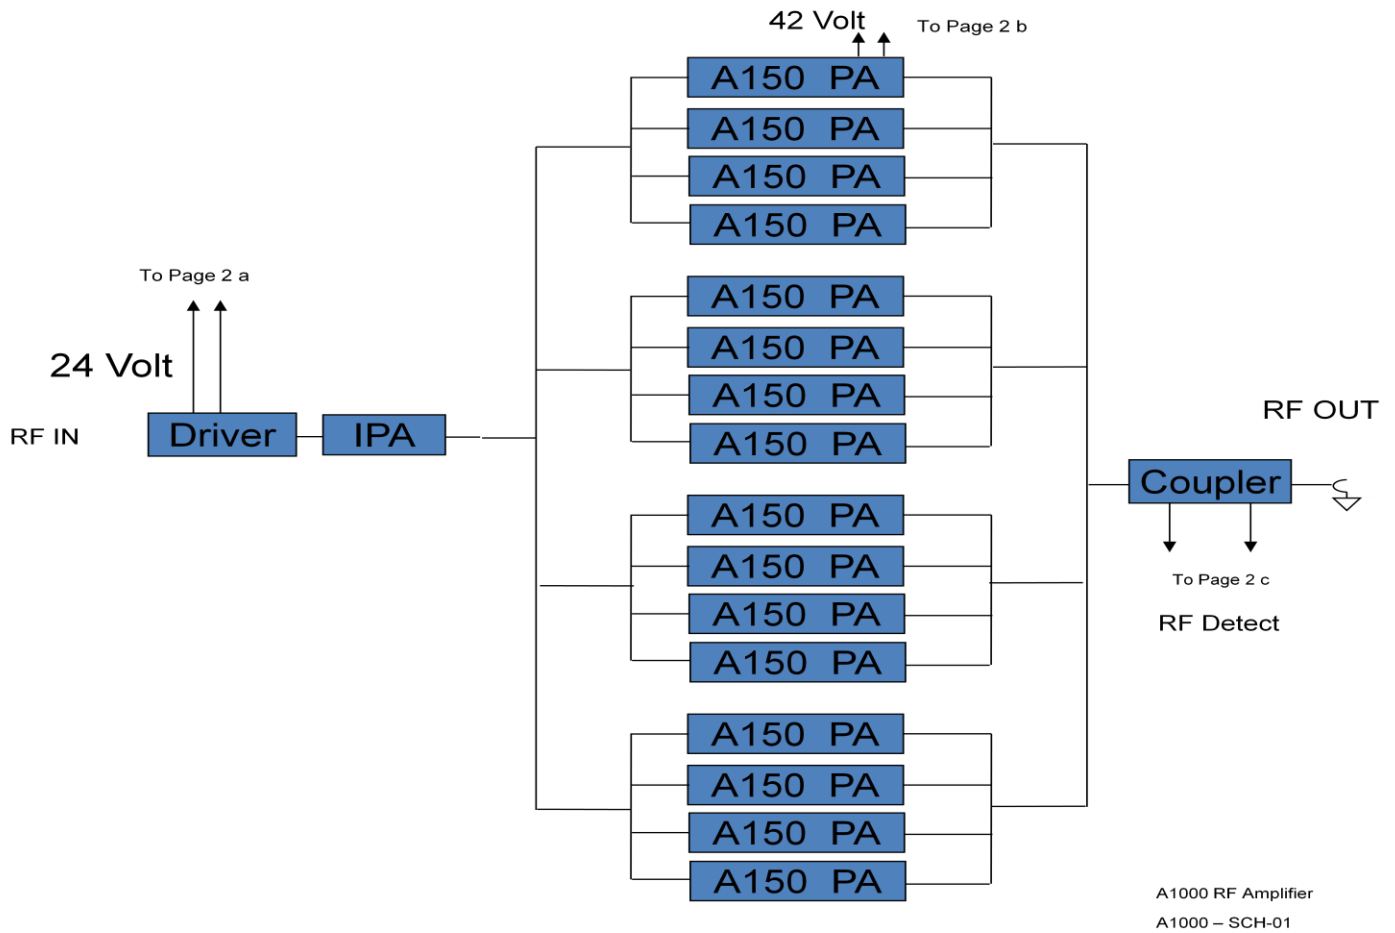 42 Volt
To Page 2 b
A150 PA
A150 PA
A150 PA
A150 PA
To Page 2 a
A150 PA
A150 PA
24 Volt
A150 PA
RF OUT
RF IN
Driver
IPA
A150 PA
Coupler
A150 PA
A150 PA
To Page 2 c
A150 PA
RF Detect
A150 PA
A150 PA
A150 PA
A150 PA
A150 PA
A1000 RF Amplifier
A1000 – SCH-01